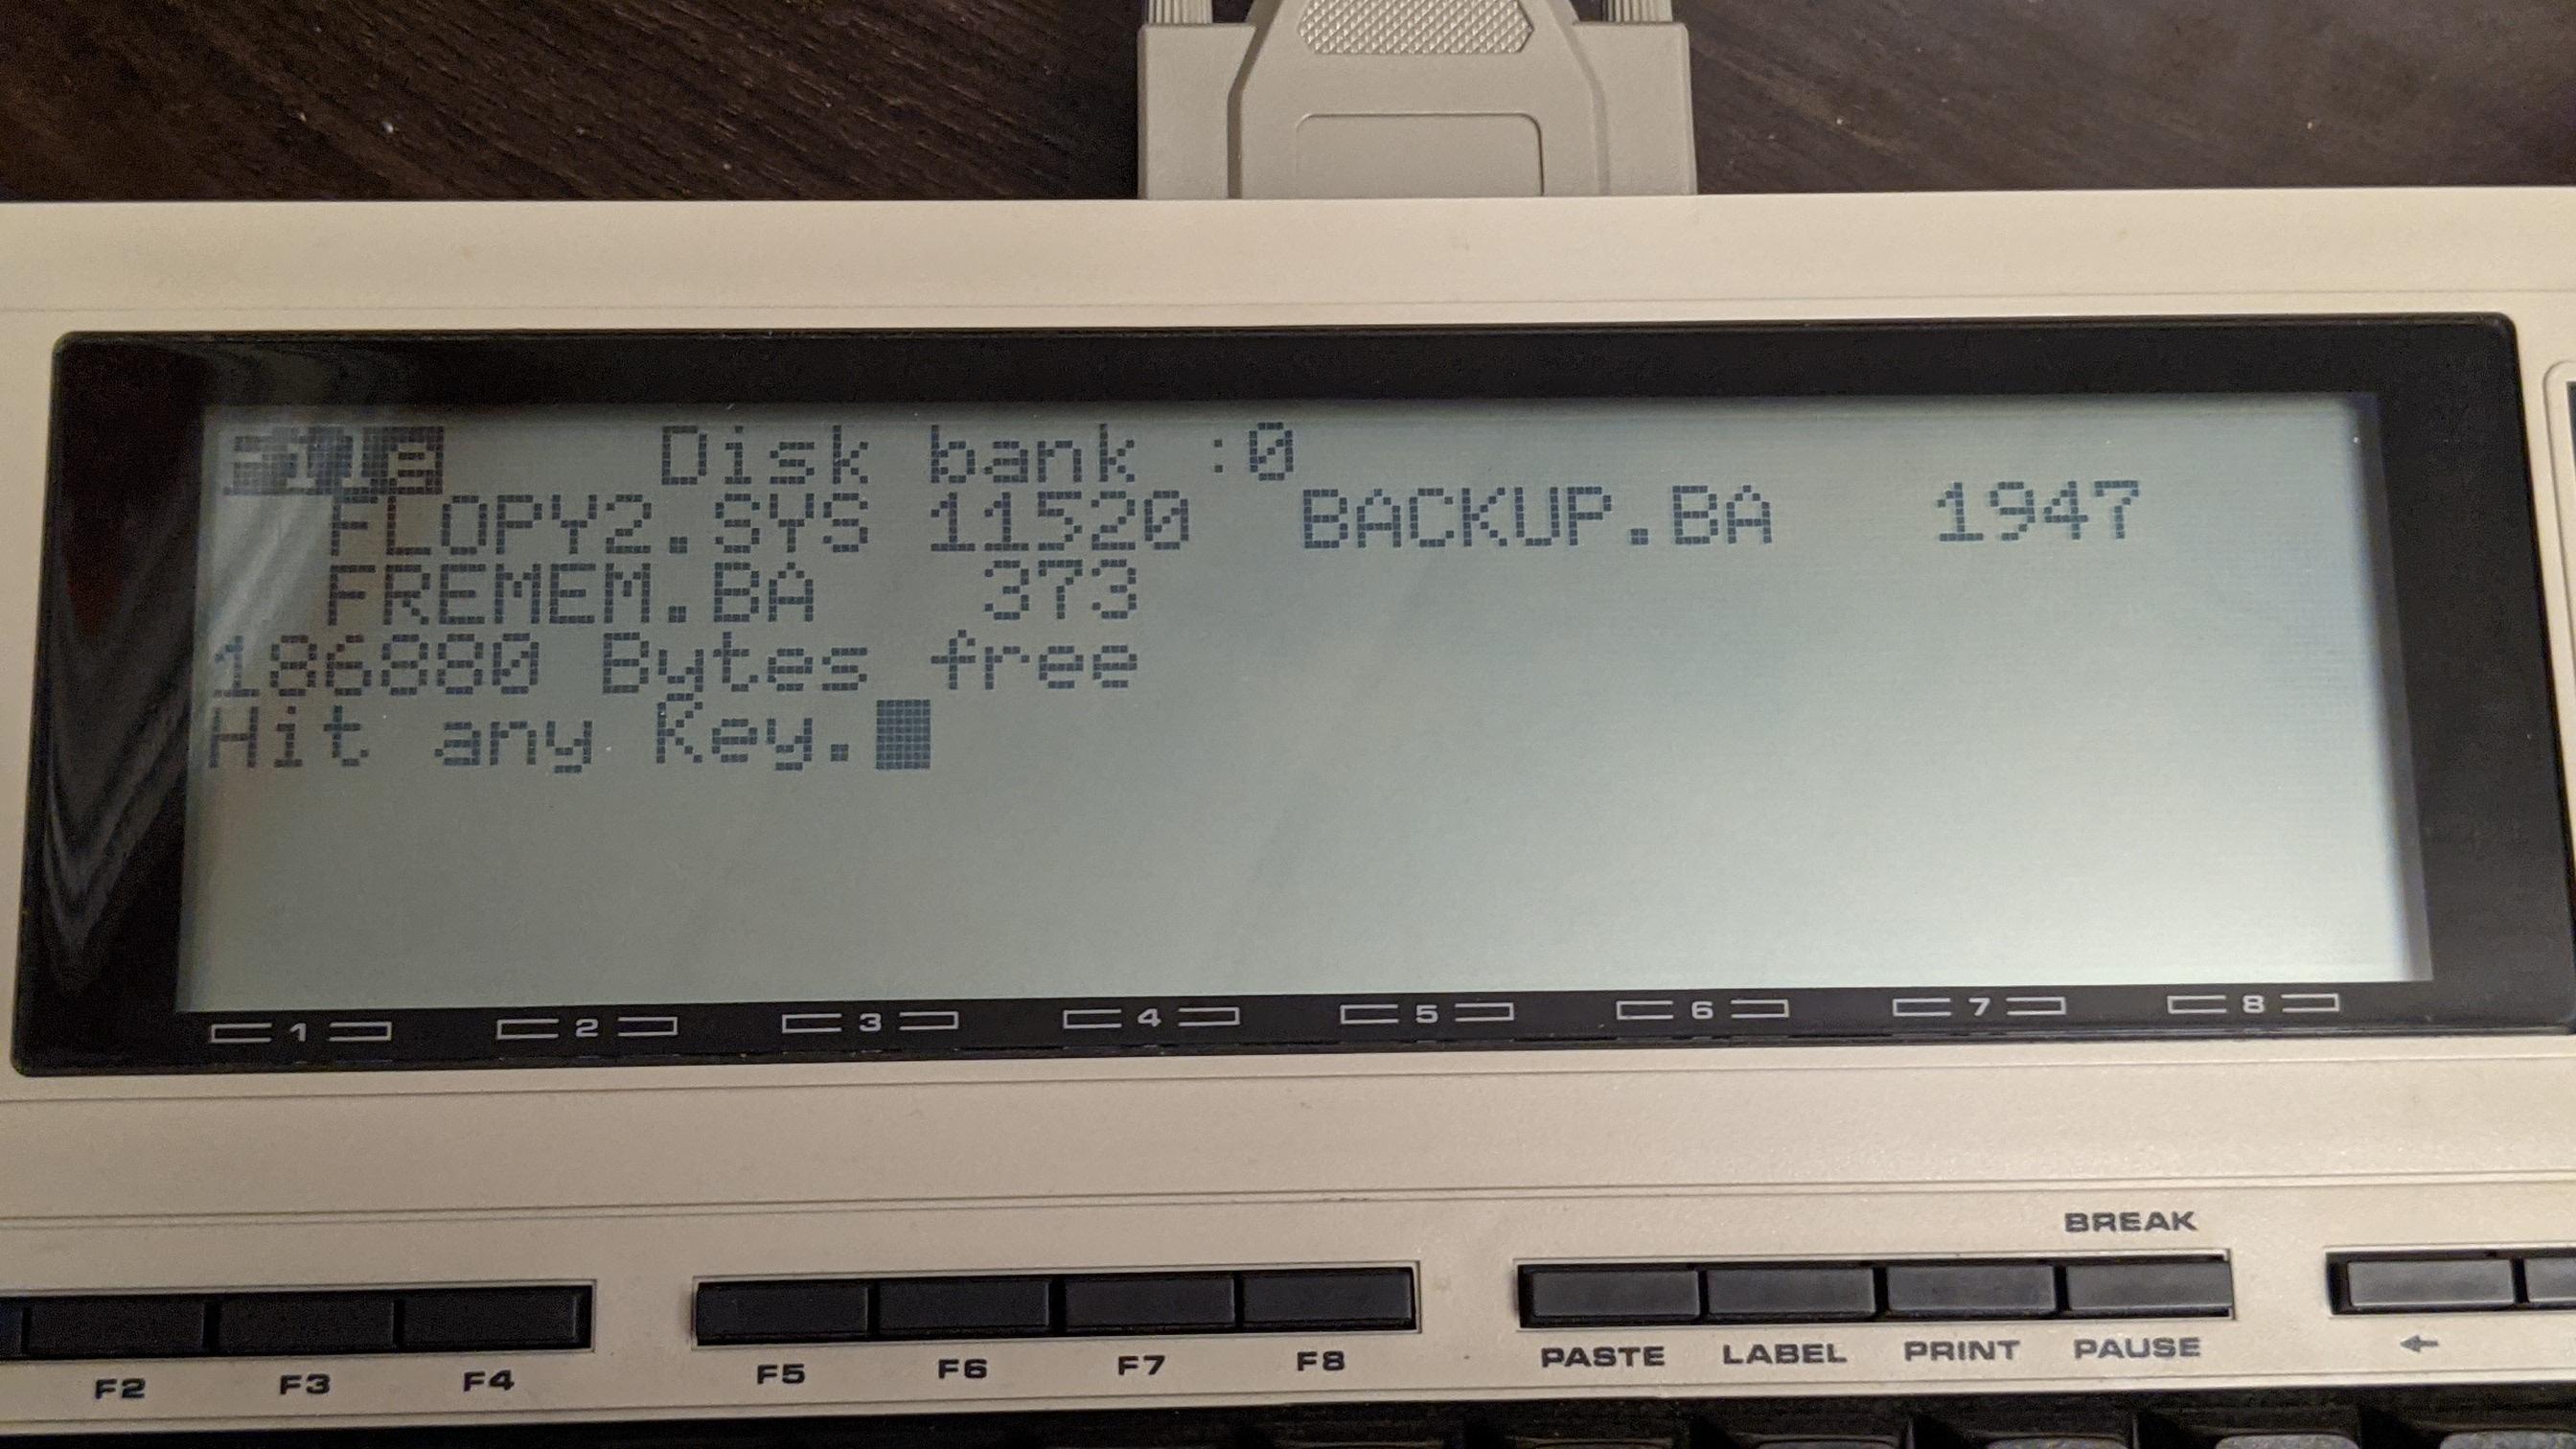 File Disk bank :0
FLOPY2.SYS 11520 BACKUP.BA 1947
FREMEM.BA 373
186880 Bytes free
Hit any Key.
1 2 3 4 5 6 7 8
BREAK
F2 F3 F4 F5 F6 F7 F8 PASTE LABEL PRINT PAUSE ←